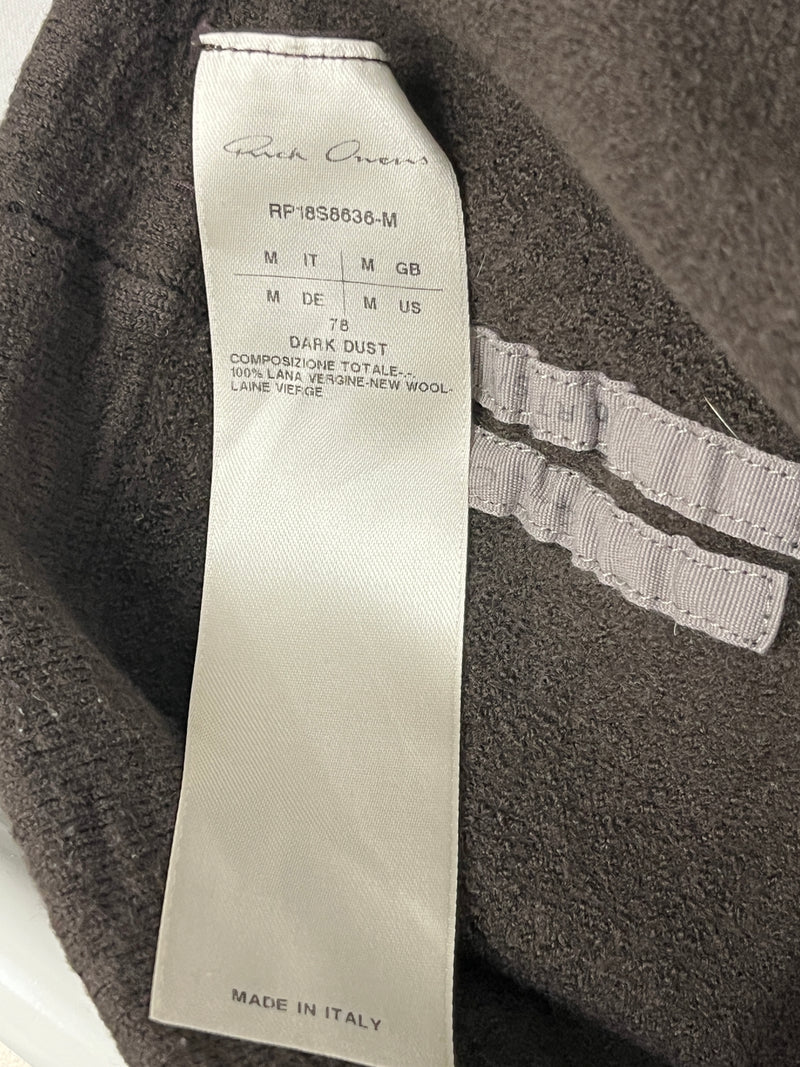 Rick Owens
RP18S8636-M
M IT M GB
M DE M US
78
DARK DUST
COMPOSIZIONE TOTALE-.-.
100% LANA VERGINE-NEW WOOL-
LAINE VIERGE
MADE IN ITALY